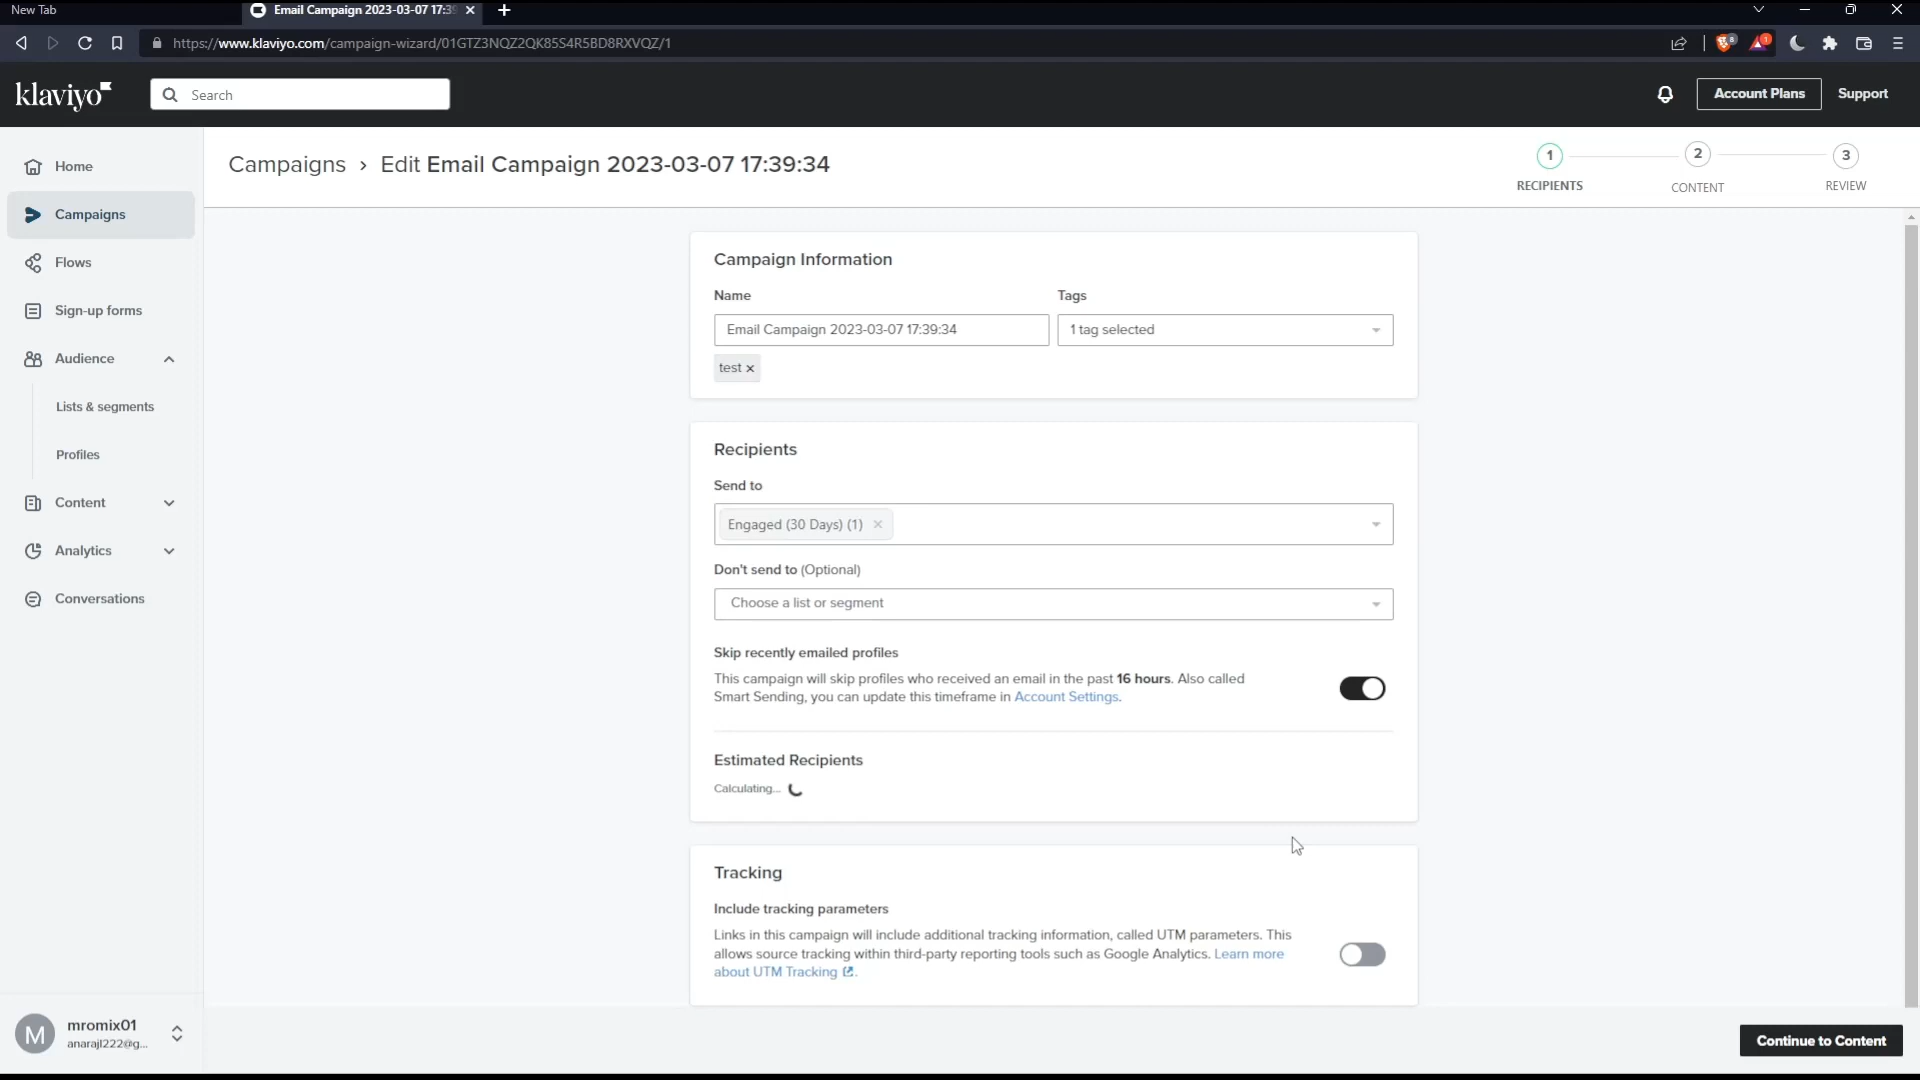 New Tab
Email Campaign 2023-03-07 17:39
https://www.klaviyo.com/campaign-wizard/01GTZ3NQZ2QK85S4R5BD8RXVQZ/1
8
1
klaviyo
Search
Account Plans
Support
Home
Campaigns
Flows
Sign-up forms
Audience
Lists & segments
Profiles
Content
Analytics
Conversations
M
mromix01
anarajl222@g...
Campaigns › Edit Email Campaign 2023-03-07 17:39:34
1
RECIPIENTS
2
CONTENT
3
REVIEW
Campaign Information
Name
Tags
Email Campaign 2023-03-07 17:39:34
1 tag selected
test ×
Recipients
Send to
Engaged (30 Days) (1) ×
Don't send to (Optional)
Choose a list or segment
Skip recently emailed profiles
This campaign will skip profiles who received an email in the past 16 hours. Also called
Smart Sending, you can update this timeframe in Account Settings.
Estimated Recipients
Calculating...
Tracking
Include tracking parameters
Links in this campaign will include additional tracking information, called UTM parameters. This
allows source tracking within third-party reporting tools such as Google Analytics. Learn more
about UTM Tracking .
Continue to Content